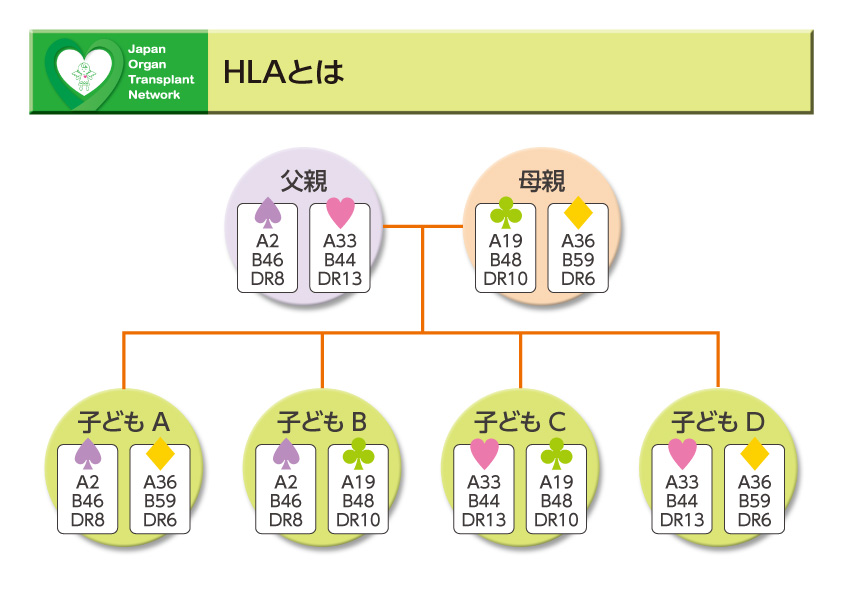 Japan
Organ
Transplant
Network
HLAとは
父親
A2
B46
DR8
A33
B44
DR13
母親
A19
B48
DR10
A36
B59
DR6
子ども A
A2
B46
DR8
A36
B59
DR6
子ども B
A2
B46
DR8
A19
B48
DR10
子ども C
A33
B44
DR13
A19
B48
DR10
子ども D
A33
B44
DR13
A36
B59
DR6